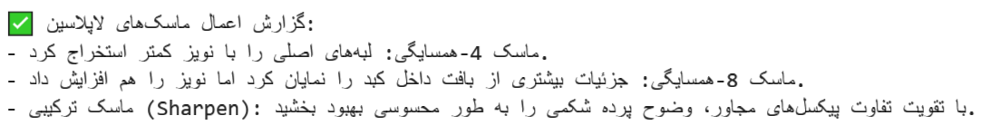 ✅ گزارش اعمال ماسک‌های لاپلاسین:
- ماسک 4-همسایگی: لبه‌های اصلی را با نویز کمتر استخراج کرد.
- ماسک 8-همسایگی: جزئیات بیشتری از بافت داخل کبد را نمایان کرد اما نویز را هم افزایش داد.
- ماسک ترکیبی (Sharpen): با تقویت تفاوت پیکسل‌های مجاور، وضوح پرده شکمی را به طور محسوسی بهبود بخشید.